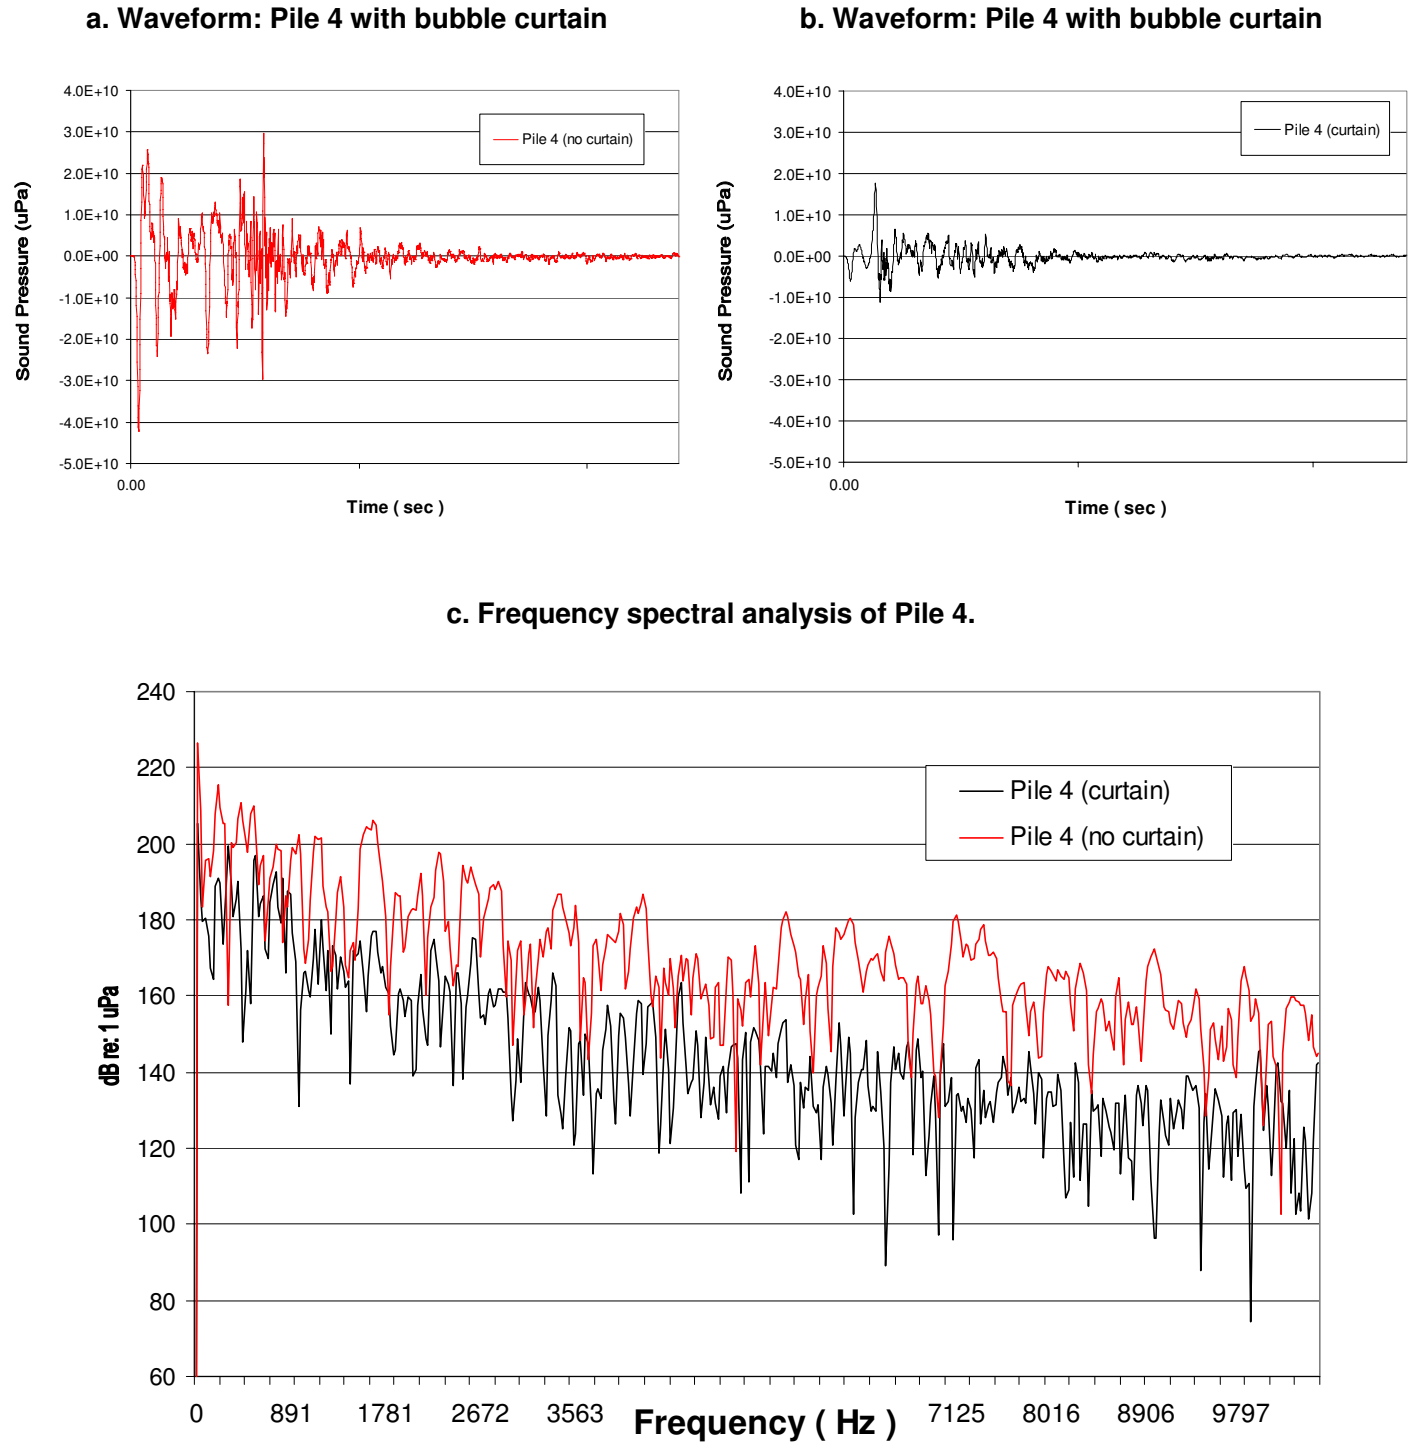 a. Waveform: Pile 4 with bubble curtain
4.0E+10
3.0E+10
2.0E+10
1.0E+10
0.0E+00
-1.0E+10
-2.0E+10
-3.0E+10
-4.0E+10
-5.0E+10
Sound Pressure (uPa)
Pile 4 (no curtain)
0.00
Time ( sec )
b. Waveform: Pile 4 with bubble curtain
4.0E+10
3.0E+10
2.0E+10
1.0E+10
0.0E+00
-1.0E+10
-2.0E+10
-3.0E+10
-4.0E+10
-5.0E+10
Sound Pressure (uPa)
Pile 4 (curtain)
0.00
Time ( sec )
c. Frequency spectral analysis of Pile 4.
240
220
200
180
160
140
120
100
80
60
dB re: 1 uPa
Pile 4 (curtain)
Pile 4 (no curtain)
0 891 1781 2672 3563 7125 8016 8906 9797
Frequency ( Hz )